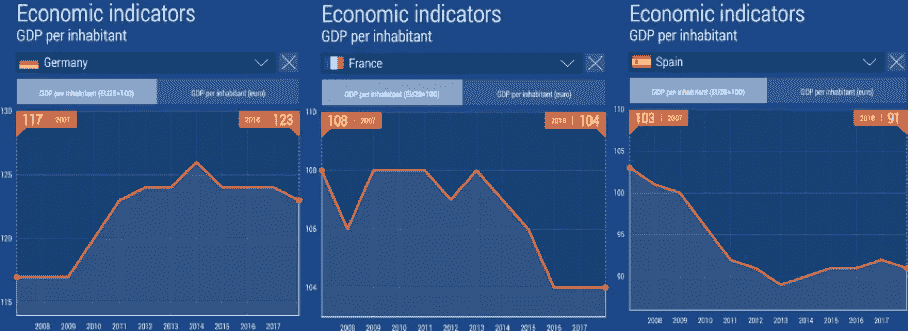 Economic indicators
GDP per inhabitant
Germany
GDP per inhabitant (EU28=100) GDP per inhabitant (euro)
130
117 2007 2018 123
125
120
115
2008 2009 2010 2011 2012 2013 2014 2015 2016 2017
Economic indicators
GDP per inhabitant
France
GDP per inhabitant (EU28=100) GDP per inhabitant (euro)
110
108 2007 2018 104
108
106
104
2008 2009 2010 2011 2012 2013 2014 2015 2016 2017
Economic indicators
GDP per inhabitant
Spain
GDP per inhabitant (EU28=100) GDP per inhabitant (euro)
110
103 2007 2018 91
105
100
95
90
2008 2009 2010 2011 2012 2013 2014 2015 2016 2017